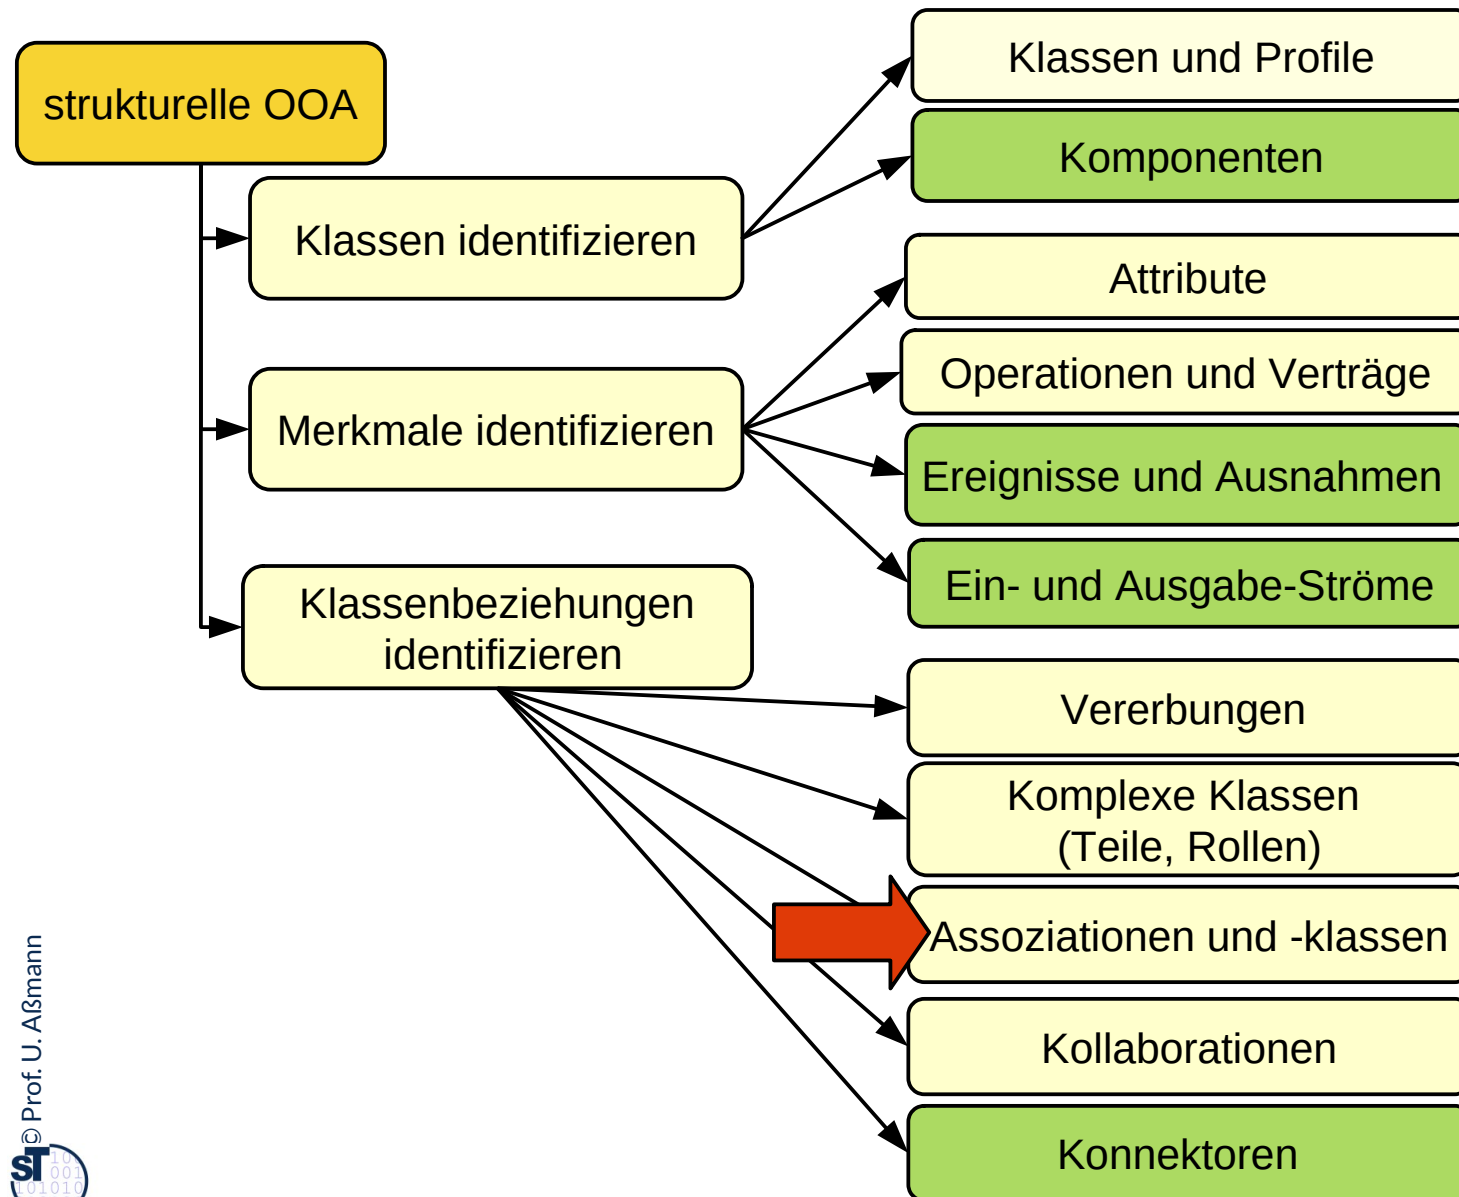 strukturelle OOA
Klassen identifizieren
Klassen und Profile
Komponenten
Merkmale identifizieren
Attribute
Operationen und Verträge
Ereignisse und Ausnahmen
Ein- und Ausgabe-Ströme
Klassenbeziehungen
identifizieren
Vererbungen
Komplexe Klassen
(Teile, Rollen)
Assoziationen und -klassen
Kollaborationen
Konnektoren
© Prof. U. Aßmann
ST